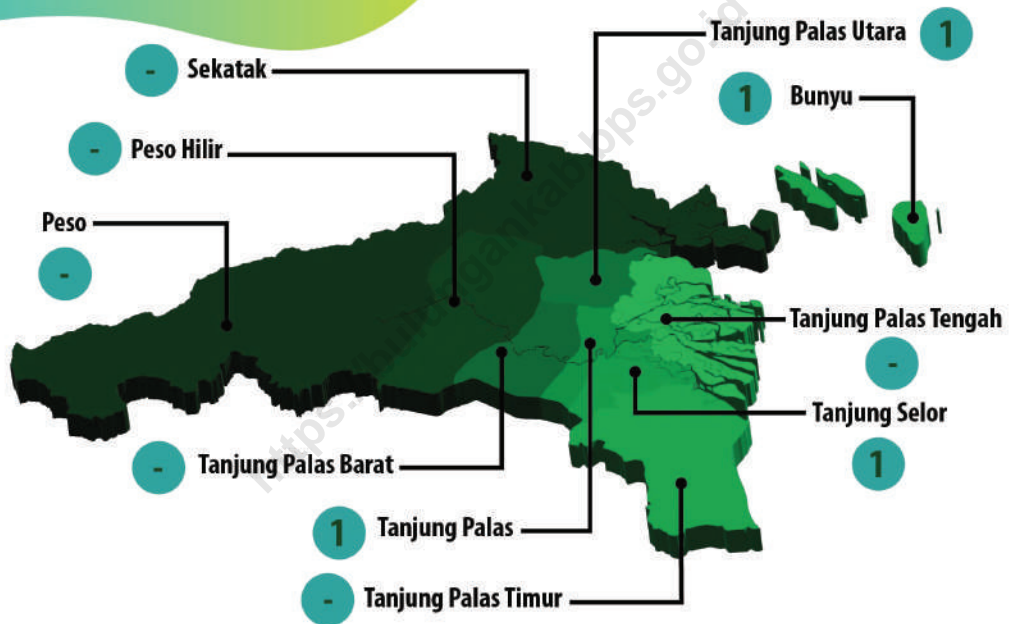 Tanjung Palas Utara 1
- Sekatak
1 Bunyu
- Peso Hilir
Peso
-
Tanjung Palas Tengah
-
Tanjung Selor
1
- Tanjung Palas Barat
1 Tanjung Palas
- Tanjung Palas Timur
https://bulungankab.bps.go.id